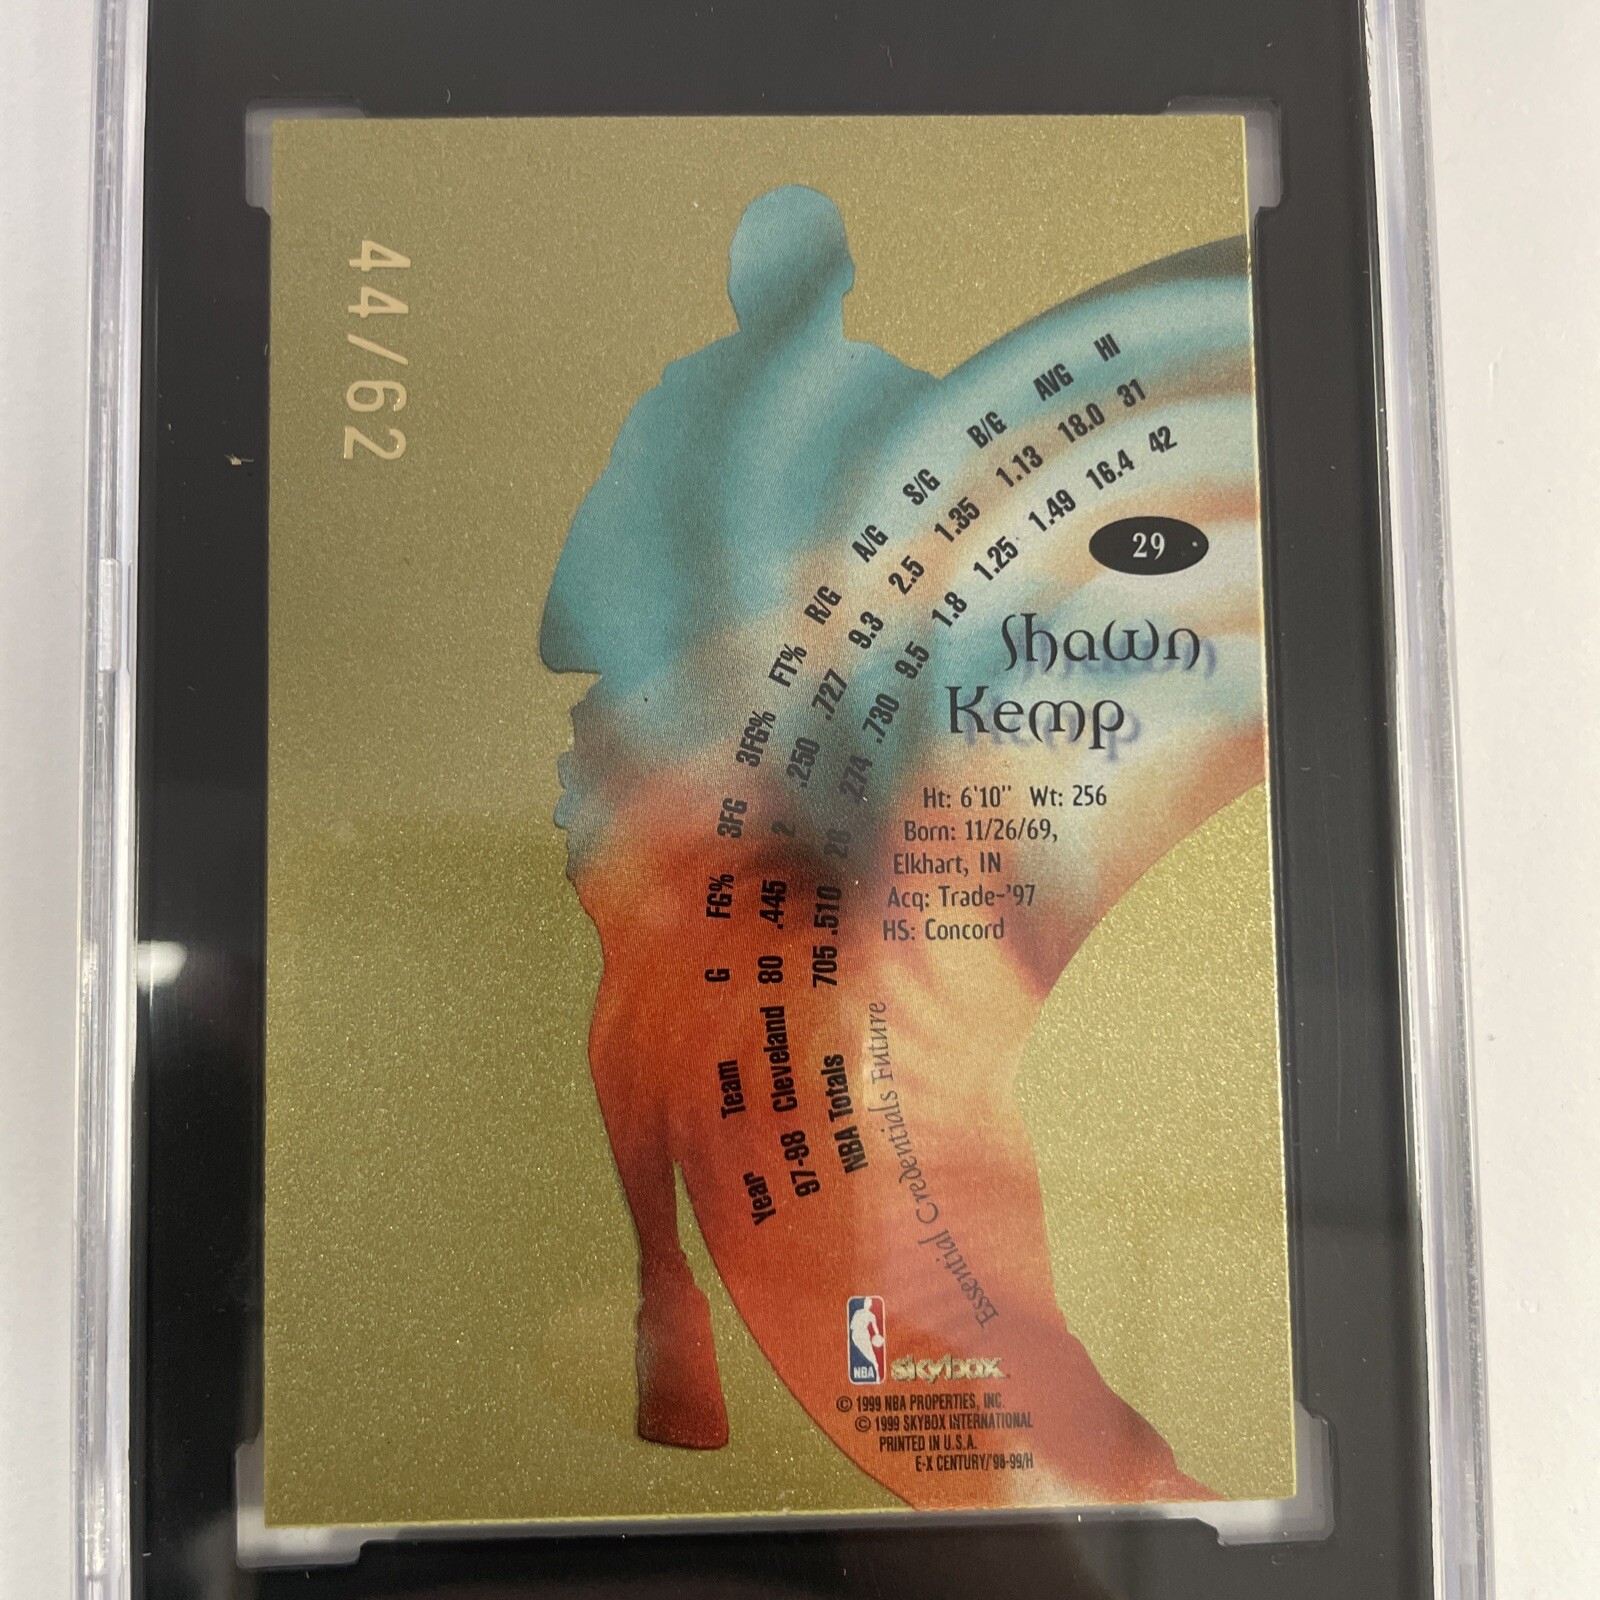 44/62
Year Team G FG% 3FG 3FG% FT% R/G A/G S/G B/G AVG HI
97-98 Cleveland 80 .445 2 .250 .727 9.3 2.5 1.35 1.13 18.0 31
NBA Totals 705 .510 26 .274 .730 9.5 1.8 1.25 1.49 16.4 42
29
Shawn
Kemp
Ht: 6'10" Wt: 256
Born: 11/26/69,
Elkhart, IN
Acq: Trade-'97
HS: Concord
Essential Credentials Future
NBA
skybox
© 1999 NBA PROPERTIES, INC.
© 1999 SKYBOX INTERNATIONAL
PRINTED IN U.S.A.
E-X CENTURY/'98-99/H